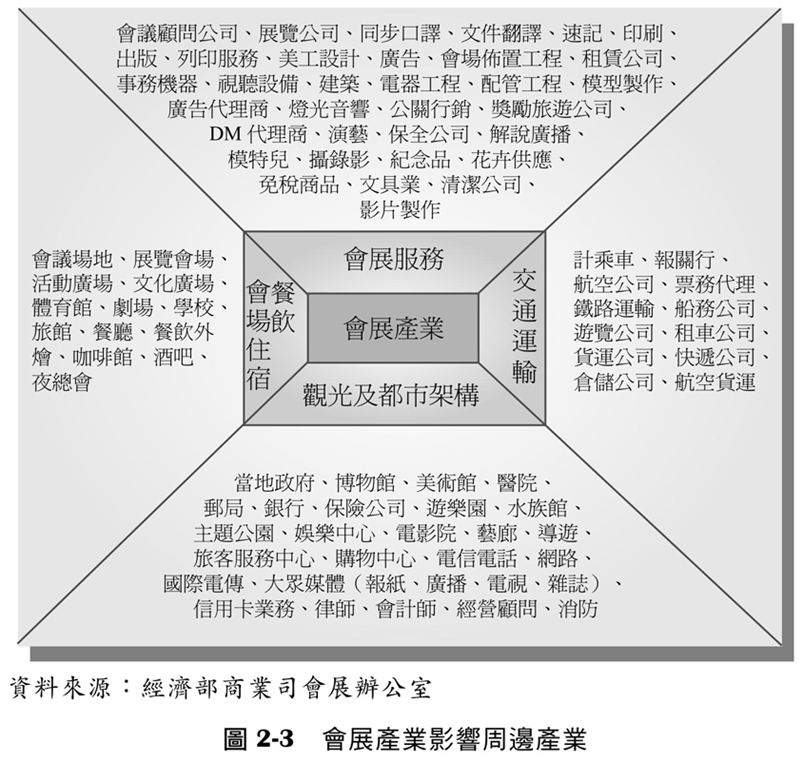 會議顧問公司、展覽公司、同步口譯、文件翻譯、速記、印刷、
出版、列印服務、美工設計、廣告、會場佈置工程、租賃公司、
事務機器、視聽設備、建築、電器工程、配管工程、模型製作、
廣告代理商、燈光音響、公關行銷、獎勵旅遊公司、
DM 代理商、演藝、保全公司、解說廣播、
模特兒、攝錄影、紀念品、花卉供應、
免稅商品、文具業、清潔公司、
影片製作
會議場地、展覽會場、
活動廣場、文化廣場、
體育館、劇場、學校、
旅館、餐廳、餐飲外
燴、咖啡館、酒吧、
夜總會
會展服務
餐飲
會場住宿
會展產業
交通運輸
觀光及都市架構
計乘車、報關行、
航空公司、票務代理、
鐵路運輸、船務公司、
遊覽公司、租車公司、
貨運公司、快遞公司、
倉儲公司、航空貨運
當地政府、博物館、美術館、醫院、
郵局、銀行、保險公司、遊樂園、水族館、
主題公園、娛樂中心、電影院、藝廊、導遊、
旅客服務中心、購物中心、電信電話、網路、
國際電傳、大眾媒體（報紙、廣播、電視、雜誌）、
信用卡業務、律師、會計師、經營顧問、消防
資料來源：經濟部商業司會展辦公室
圖 2-3　會展產業影響周邊產業